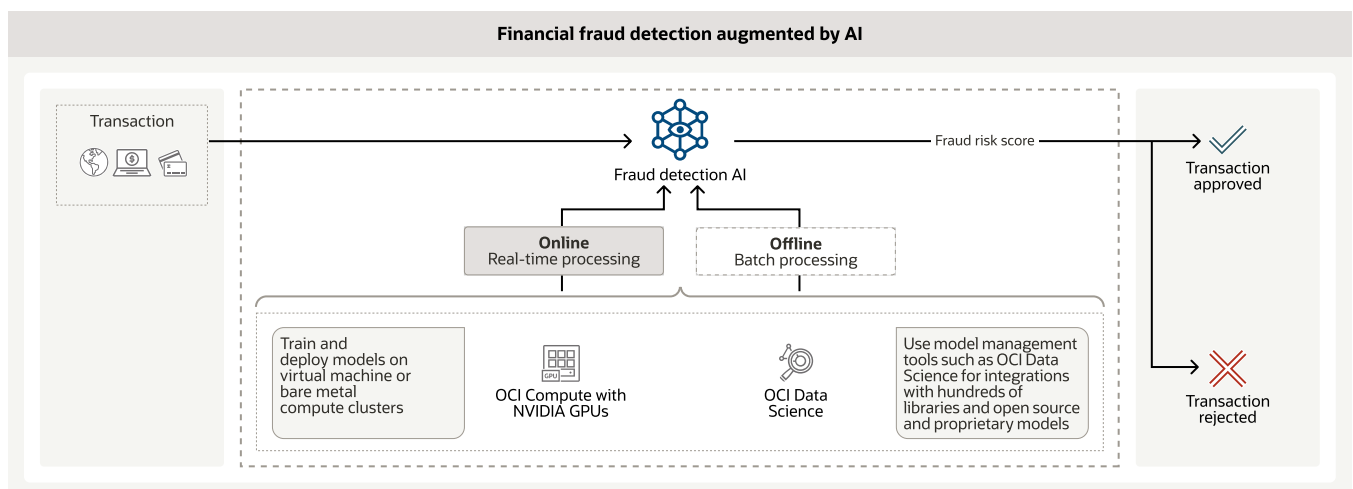 Financial fraud detection augmented by AI
Transaction
Fraud detection AI
Fraud risk score
Transaction
approved
Online
Real-time processing
Offline
Batch processing
Train and
deploy models on
virtual machine or
bare metal
compute clusters
GPU
OCI Compute with
NVIDIA GPUs
OCI Data
Science
Use model management
tools such as OCI Data
Science for integrations
with hundreds of
libraries and open source
and proprietary models
Transaction
rejected